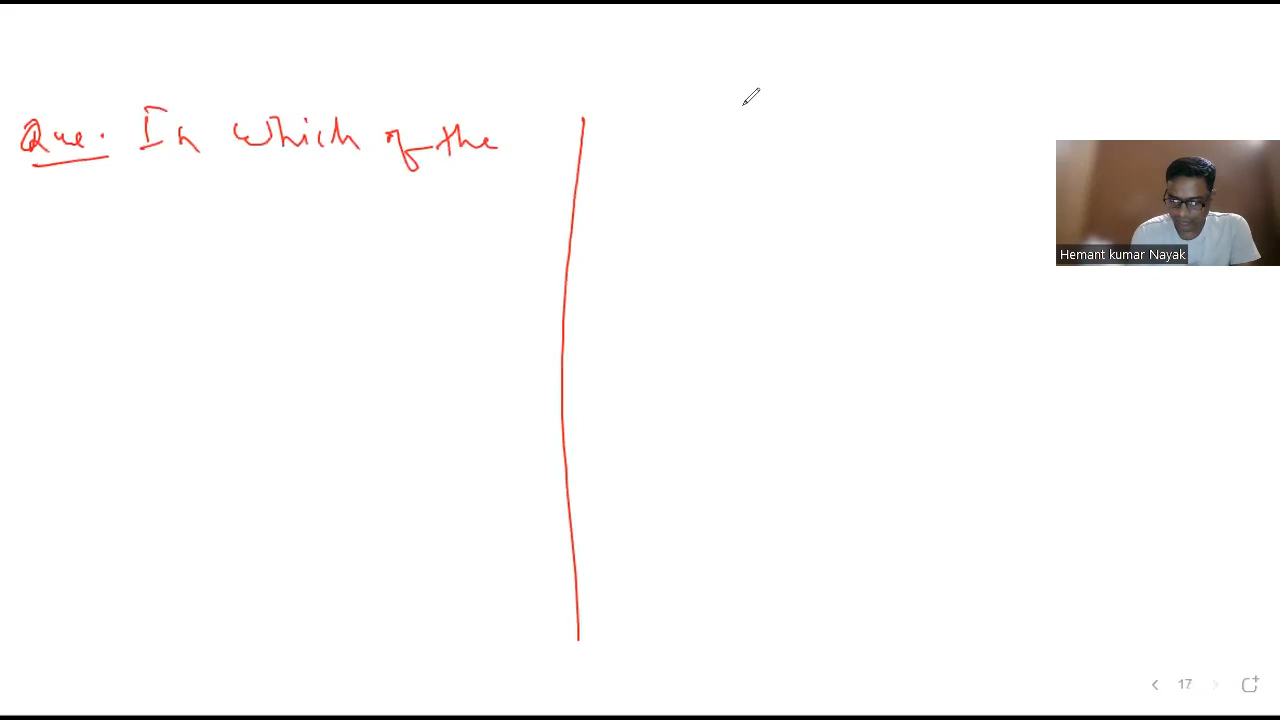 Que. In which of the
Hemant kumar Nayak
17